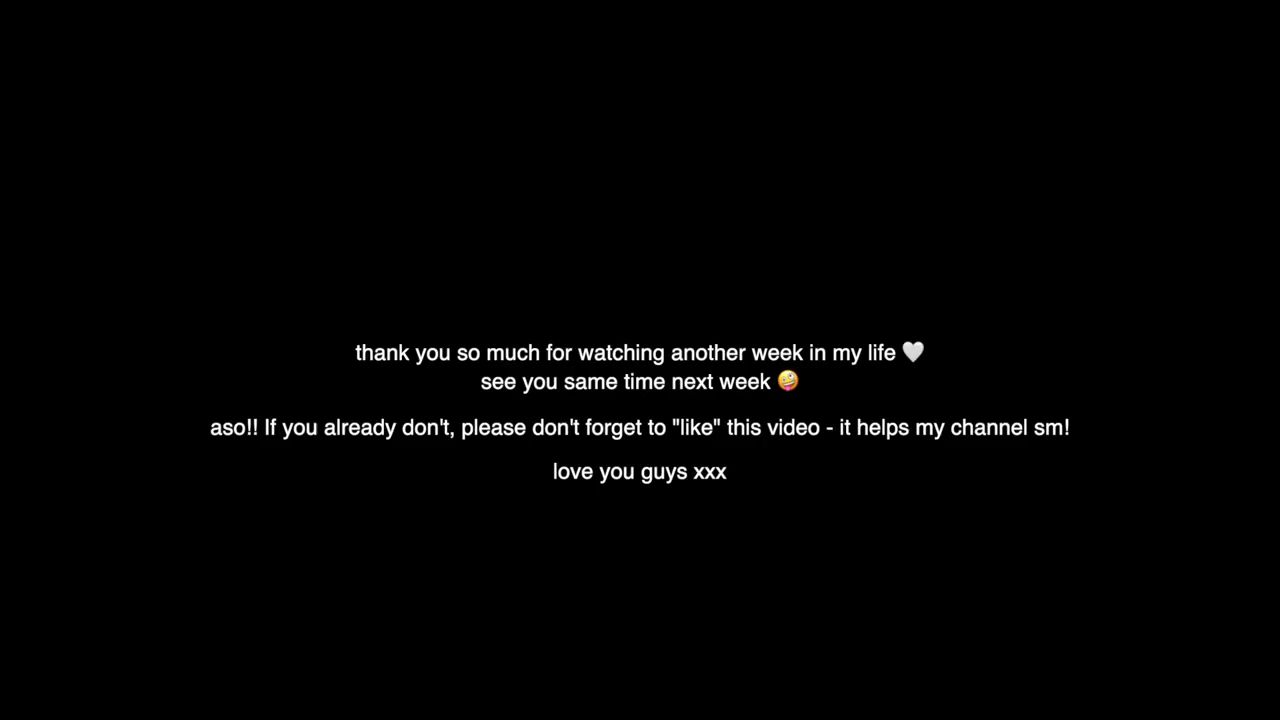 thank you so much for watching another week in my life 🤍
see you same time next week 🤪
aso!! If you already don't, please don't forget to "like" this video - it helps my channel sm!
love you guys xxx